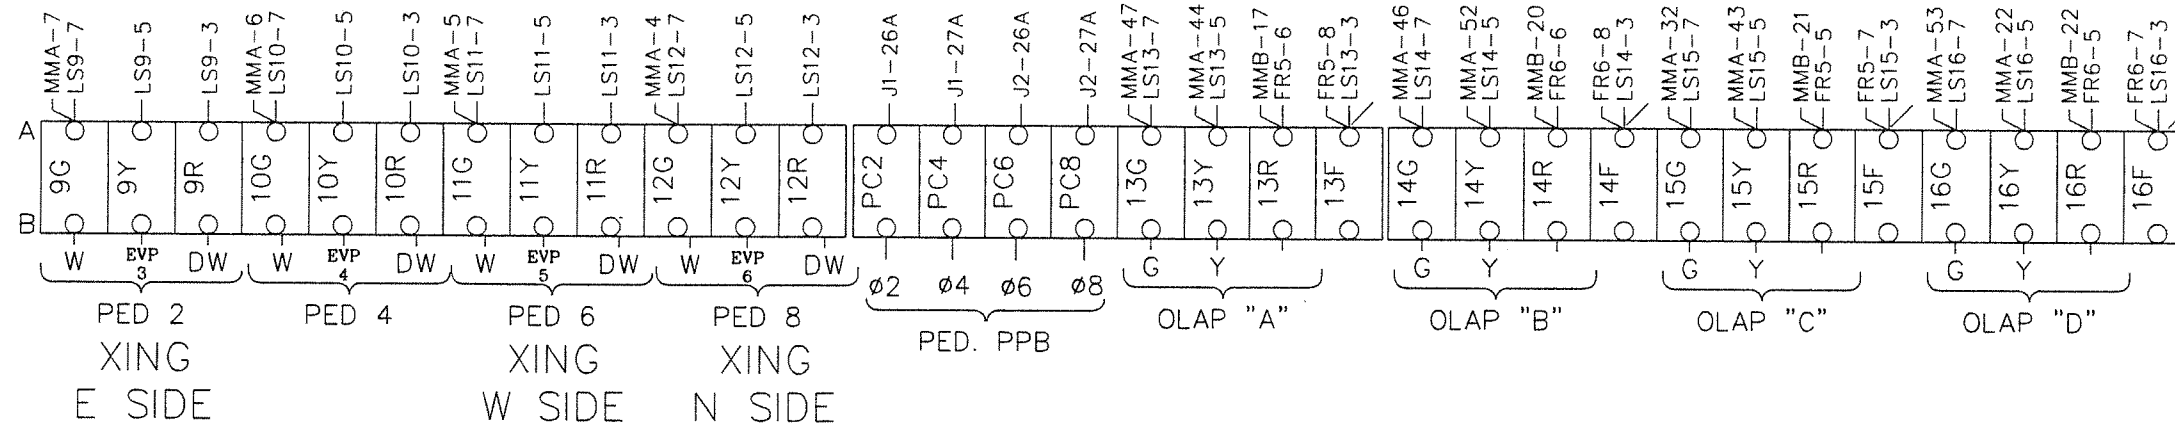 MMA-7 LS9-7 LS9-5 LS9-3 MMA-6 LS10-7 LS10-5 LS10-3 MMA-5 LS11-7 LS11-5 LS11-3 MMA-4 LS12-7 LS12-5 LS12-3 J1-26A J1-27A J2-26A J2-27A MMA-47 LS13-7 MMA-44 LS13-5 MMB-17 FR5-6 FR5-8 LS13-3 MMA-46 LS14-7 MMA-52 LS14-5 MMB-20 FR6-6 FR6-8 LS14-3 MMA-32 LS15-7 MMA-43 LS15-5 MMB-21 FR5-5 FR5-7 LS15-3 MMA-53 LS16-7 MMA-22 LS16-5 MMB-22 FR6-5 FR6-7 LS16-3
A
9G 9Y 9R 10G 10Y 10R 11G 11Y 11R 12G 12Y 12R PC2 PC4 PC6 PC8 13G 13Y 13R 13F 14G 14Y 14R 14F 15G 15Y 15R 15F 16G 16Y 16R 16F
B
W EVP 3 DW W EVP 4 DW W EVP 5 DW W EVP 6 DW ø2 ø4 ø6 ø8 G Y G Y G Y G Y
PED 2 PED 4 PED 6 PED 8 PED. PPB OLAP "A" OLAP "B" OLAP "C" OLAP "D"
XING XING XING
E SIDE W SIDE N SIDE